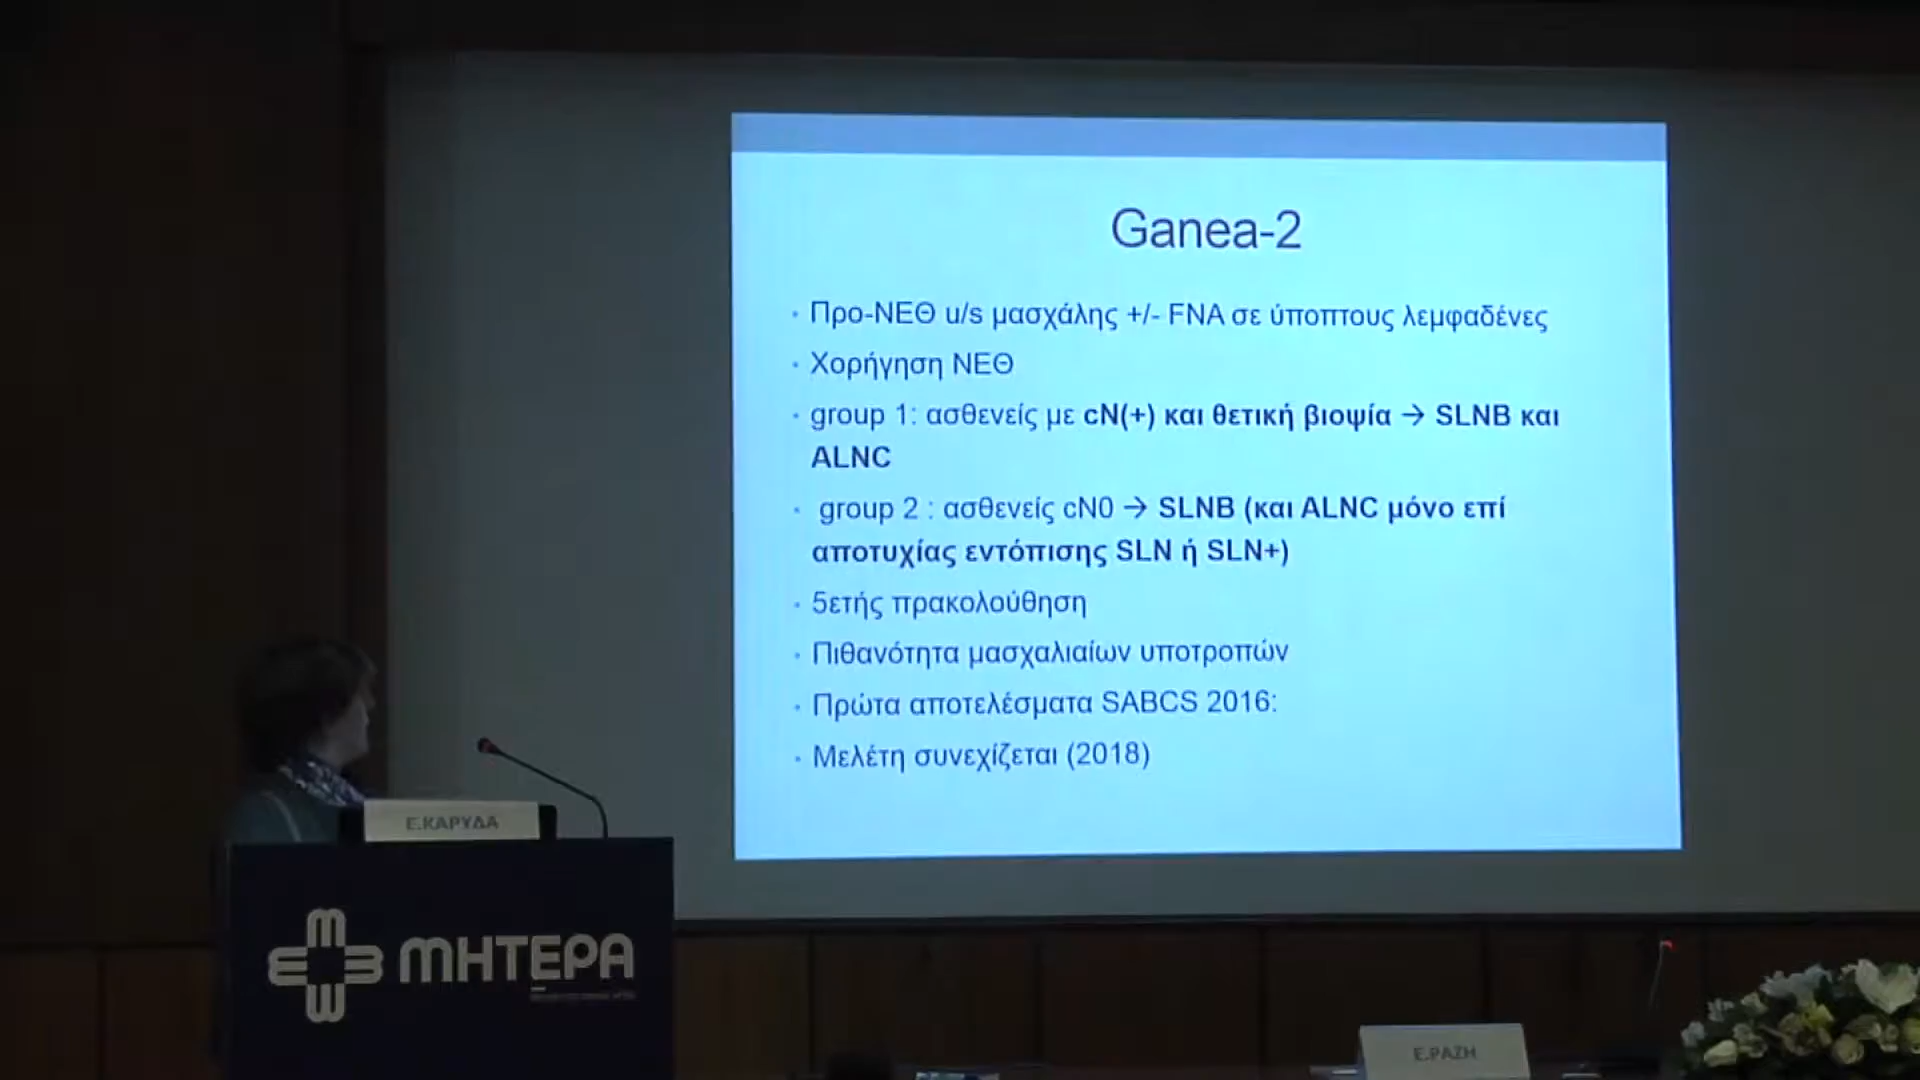 Ganea-2
· Προ-ΝΕΘ u/s μασχάλης +/- FNA σε ύποπτους λεμφαδένες
· Χορήγηση ΝΕΘ
· group 1: ασθενείς με cN(+) και θετική βιοψία → SLNB και
ALNC
· group 2 : ασθενείς cN0 → SLNB (και ALNC μόνο επί
αποτυχίας εντόπισης SLN ή SLN+)
· 5ετής πρακολούθηση
· Πιθανότητα μασχαλιαίων υποτροπών
· Πρώτα αποτελέσματα SABCS 2016:
· Μελέτη συνεχίζεται (2018)
Ε.ΚΑΡΥΔΑ
ΜΗΤΕΡΑ
Ε.ΡΑΖΗ